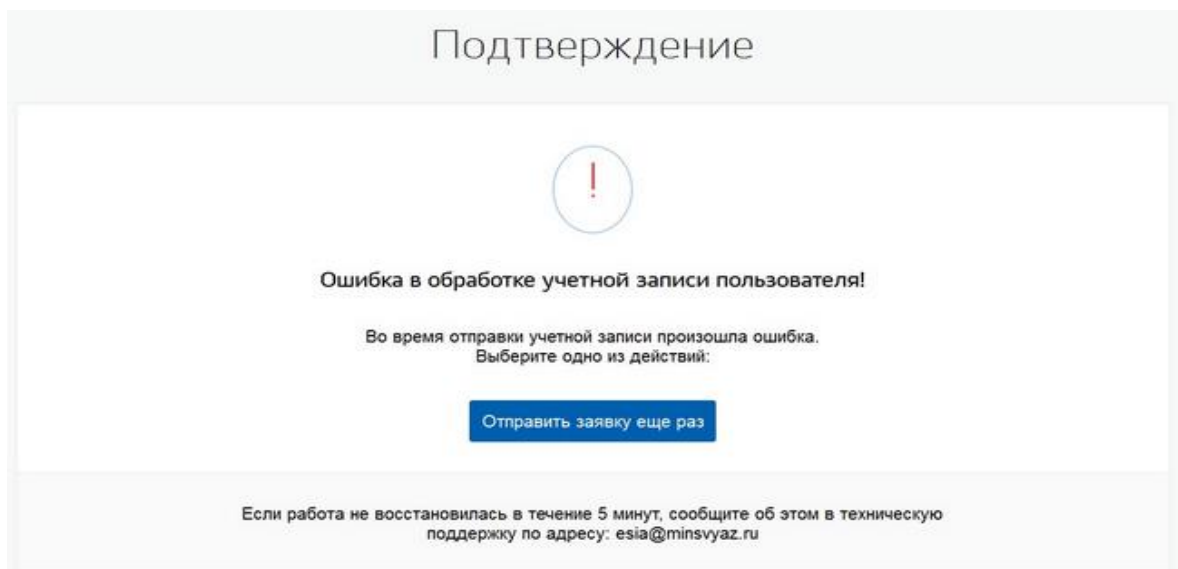 Подтверждение
!
Ошибка в обработке учетной записи пользователя!
Во время отправки учетной записи произошла ошибка.
Выберите одно из действий:
Отправить заявку еще раз
Если работа не восстановилась в течение 5 минут, сообщите об этом в техническую
поддержку по адресу: esia@minsvyaz.ru